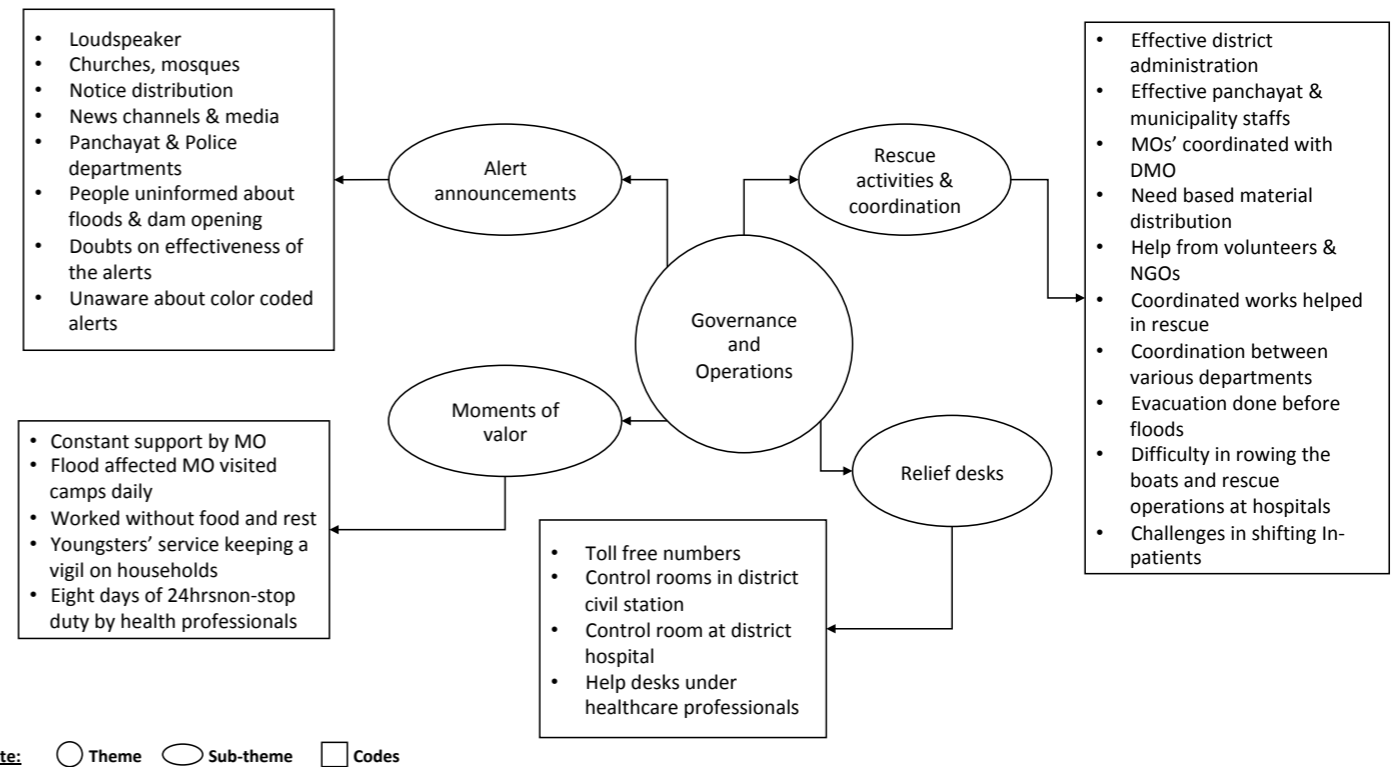 • Loudspeaker
• Churches, mosques
• Notice distribution
• News channels & media
• Panchayat & Police
departments
• People uninformed about
floods & dam opening
• Doubts on effectiveness of
the alerts
• Unaware about color coded
alerts
Alert
announcements
Rescue
activities &
coordination
• Effective district
administration
• Effective panchayat &
municipality staffs
• MOs' coordinated with
DMO
• Need based material
distribution
• Help from volunteers &
NGOs
• Coordinated works helped
in rescue
• Coordination between
various departments
• Evacuation done before
floods
• Difficulty in rowing the
boats and rescue
operations at hospitals
• Challenges in shifting In-
patients
Governance
and
Operations
Moments of
valor
• Constant support by MO
• Flood affected MO visited
camps daily
• Worked without food and rest
• Youngsters' service keeping a
vigil on households
• Eight days of 24hrsnon-stop
duty by health professionals
Relief desks
• Toll free numbers
• Control rooms in district
civil station
• Control room at district
hospital
• Help desks under
healthcare professionals
te: Theme Sub-theme Codes